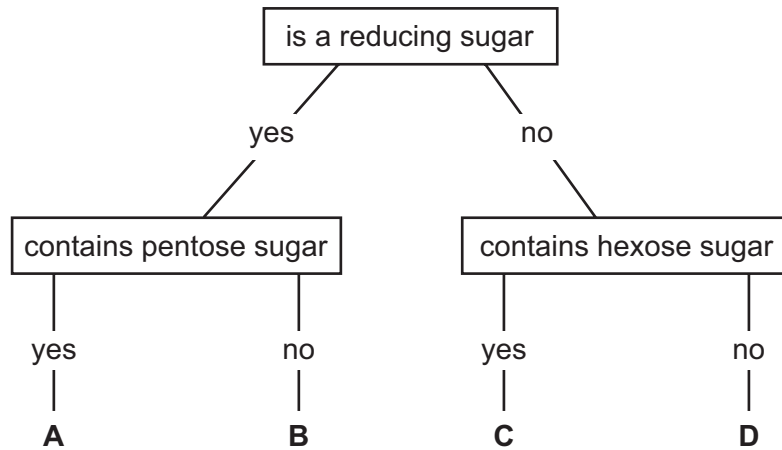 is a reducing sugar
yes
no
contains pentose sugar
contains hexose sugar
yes
no
yes
no
A
B
C
D